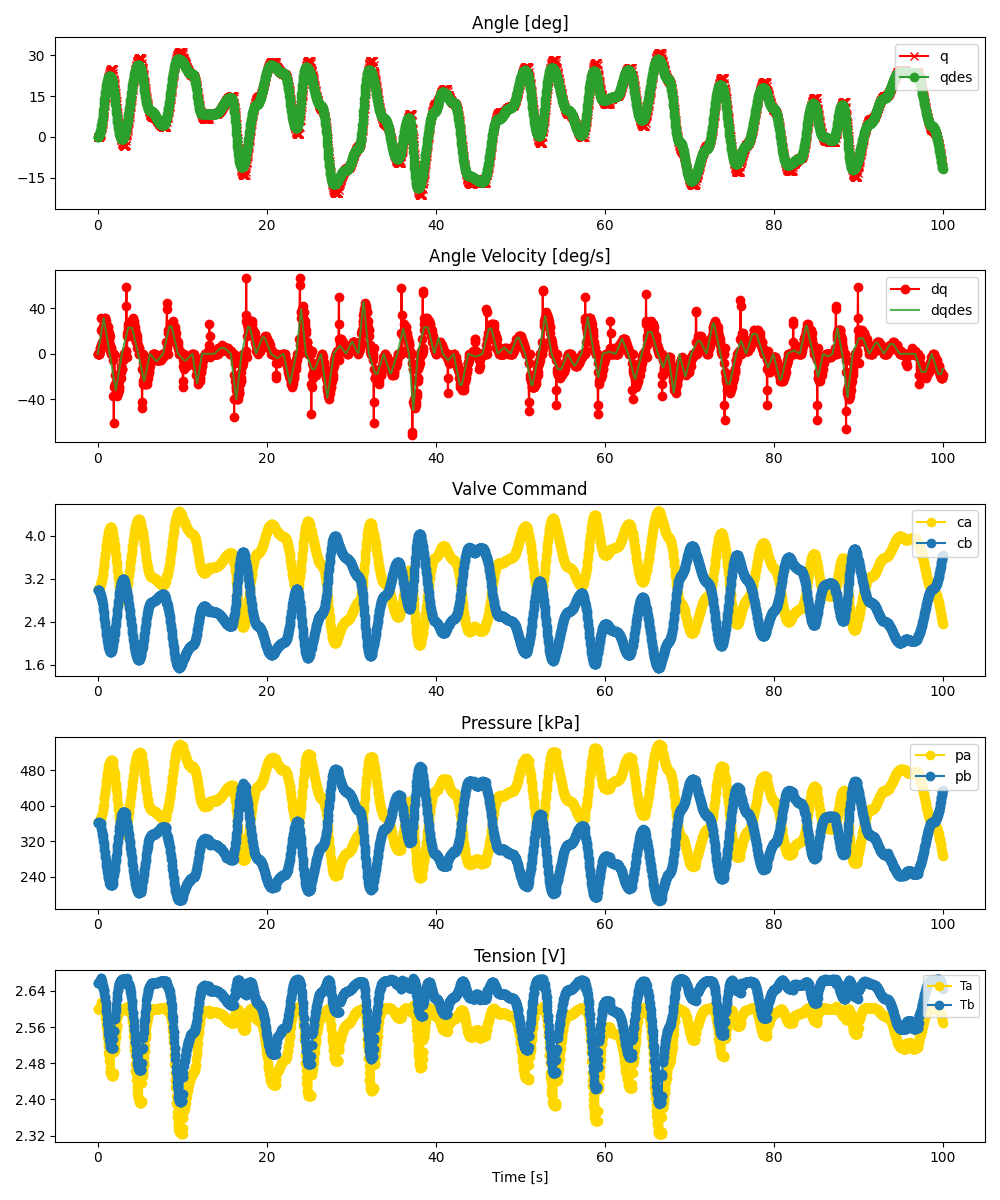 Angle [deg]
30
15
0
−15
q
qdes
0 20 40 60 80 100
Angle Velocity [deg/s]
40
0
−40
dq
dqdes
0 20 40 60 80 100
Valve Command
4.0
3.2
2.4
1.6
ca
cb
0 20 40 60 80 100
Pressure [kPa]
480
400
320
240
pa
pb
0 20 40 60 80 100
Tension [V]
2.64
2.56
2.48
2.40
2.32
Ta
Tb
0 20 40 60 80 100
Time [s]